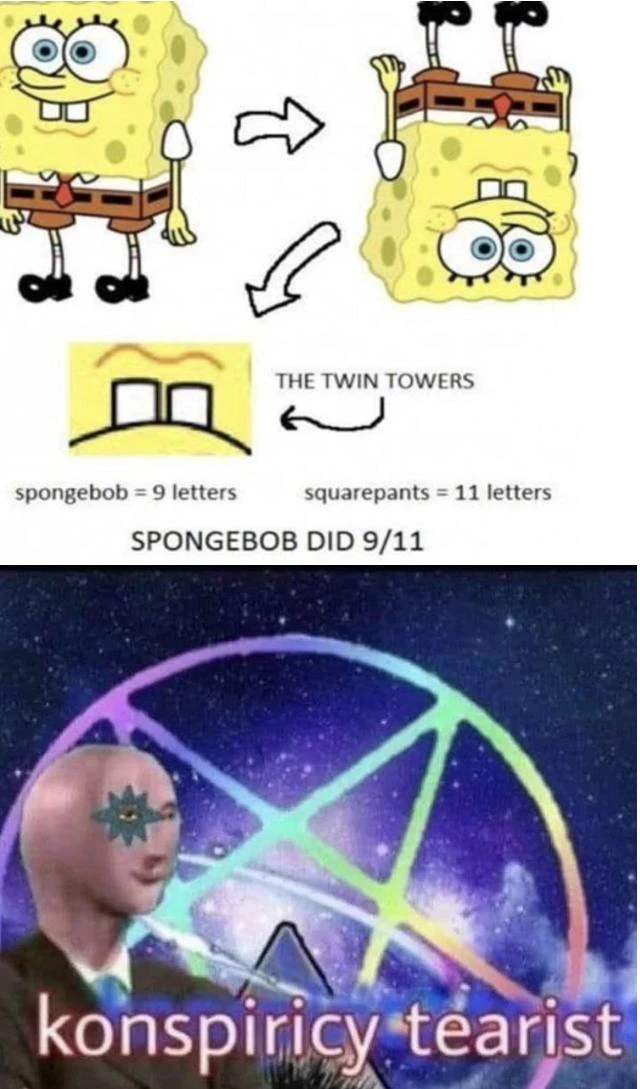 THE TWIN TOWERS
spongebob = 9 letters squarepants = 11 letters
SPONGEBOB DID 9/11
konspiricy tearist